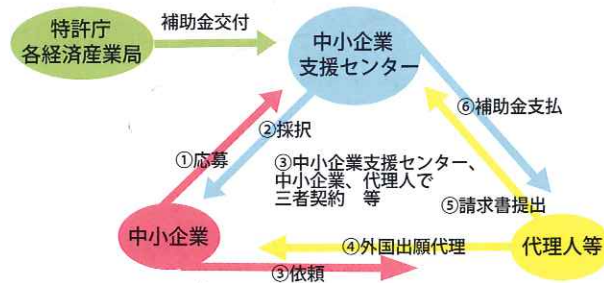 特許庁
各経済産業局
補助金交付
中小企業
支援センター
⑥補助金支払
②採択
①応募
③中小企業支援センター、
中小企業、代理人で
三者契約　等
⑤請求書提出
中小企業
④外国出願代理
代理人等
③依頼